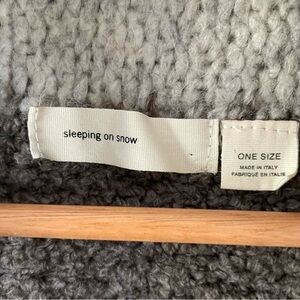 sleeping on snow
ONE SIZE
MADE IN ITALY
FABRIQUÉ EN ITALIE